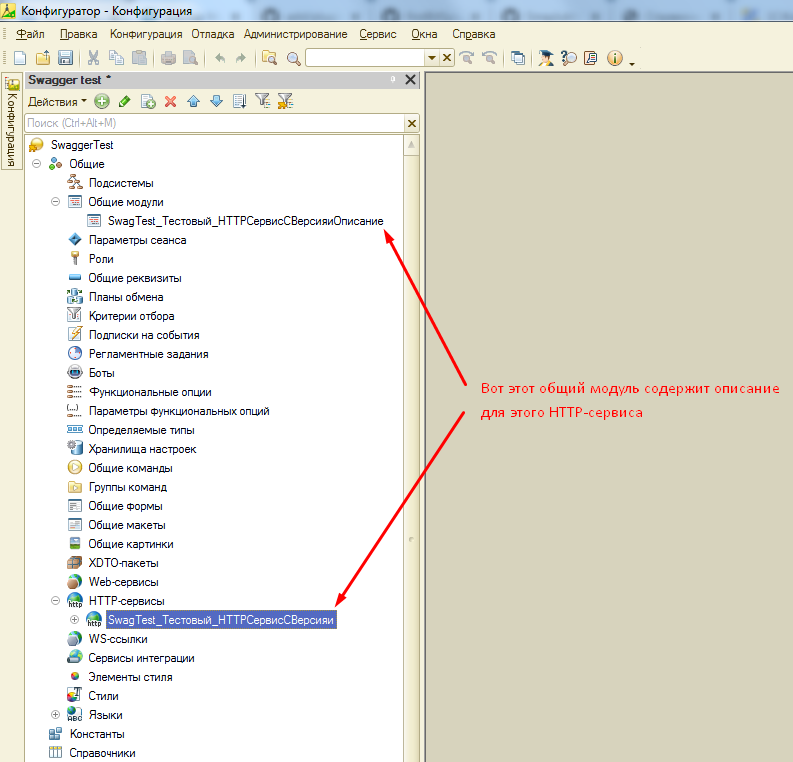 Конфигуратор - Конфигурация
Файл Правка Конфигурация Отладка Администрирование Сервис Окна Справка
Swagger test *
Действия
Поиск (Ctrl+Alt+M)
Конфигурация
SwaggerTest
Общие
Подсистемы
Общие модули
SwagTest_Тестовый_HTTPСервисСВерсияиОписание
Параметры сеанса
Роли
Общие реквизиты
Планы обмена
Критерии отбора
Подписки на события
Регламентные задания
Боты
Функциональные опции
Параметры функциональных опций
Определяемые типы
Хранилища настроек
Общие команды
Группы команд
Общие формы
Общие макеты
Общие картинки
XDTO-пакеты
Web-сервисы
HTTP-сервисы
SwagTest_Тестовый_HTTPСервисСВерсияи
WS-ссылки
Сервисы интеграции
Элементы стиля
Стили
Языки
Константы
Справочники
Вот этот общий модуль содержит описание
для этого HTTP-сервиса